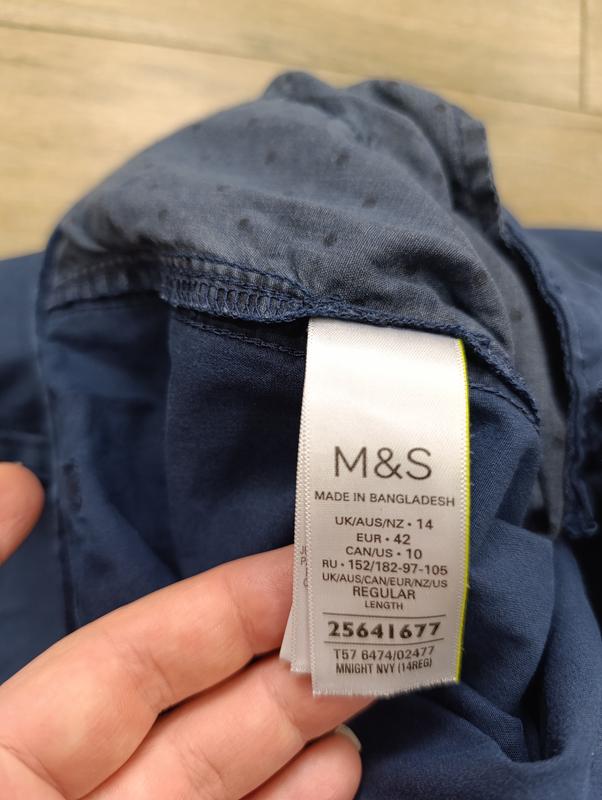 M&S
MADE IN BANGLADESH
UK/AUS/NZ • 14
EUR • 42
CAN/US • 10
RU • 152/182-97-105
UK/AUS/CAN/EUR/NZ/US
REGULAR
LENGTH
25641677
T57 6474/02477
MNIGHT NVY (14REG)